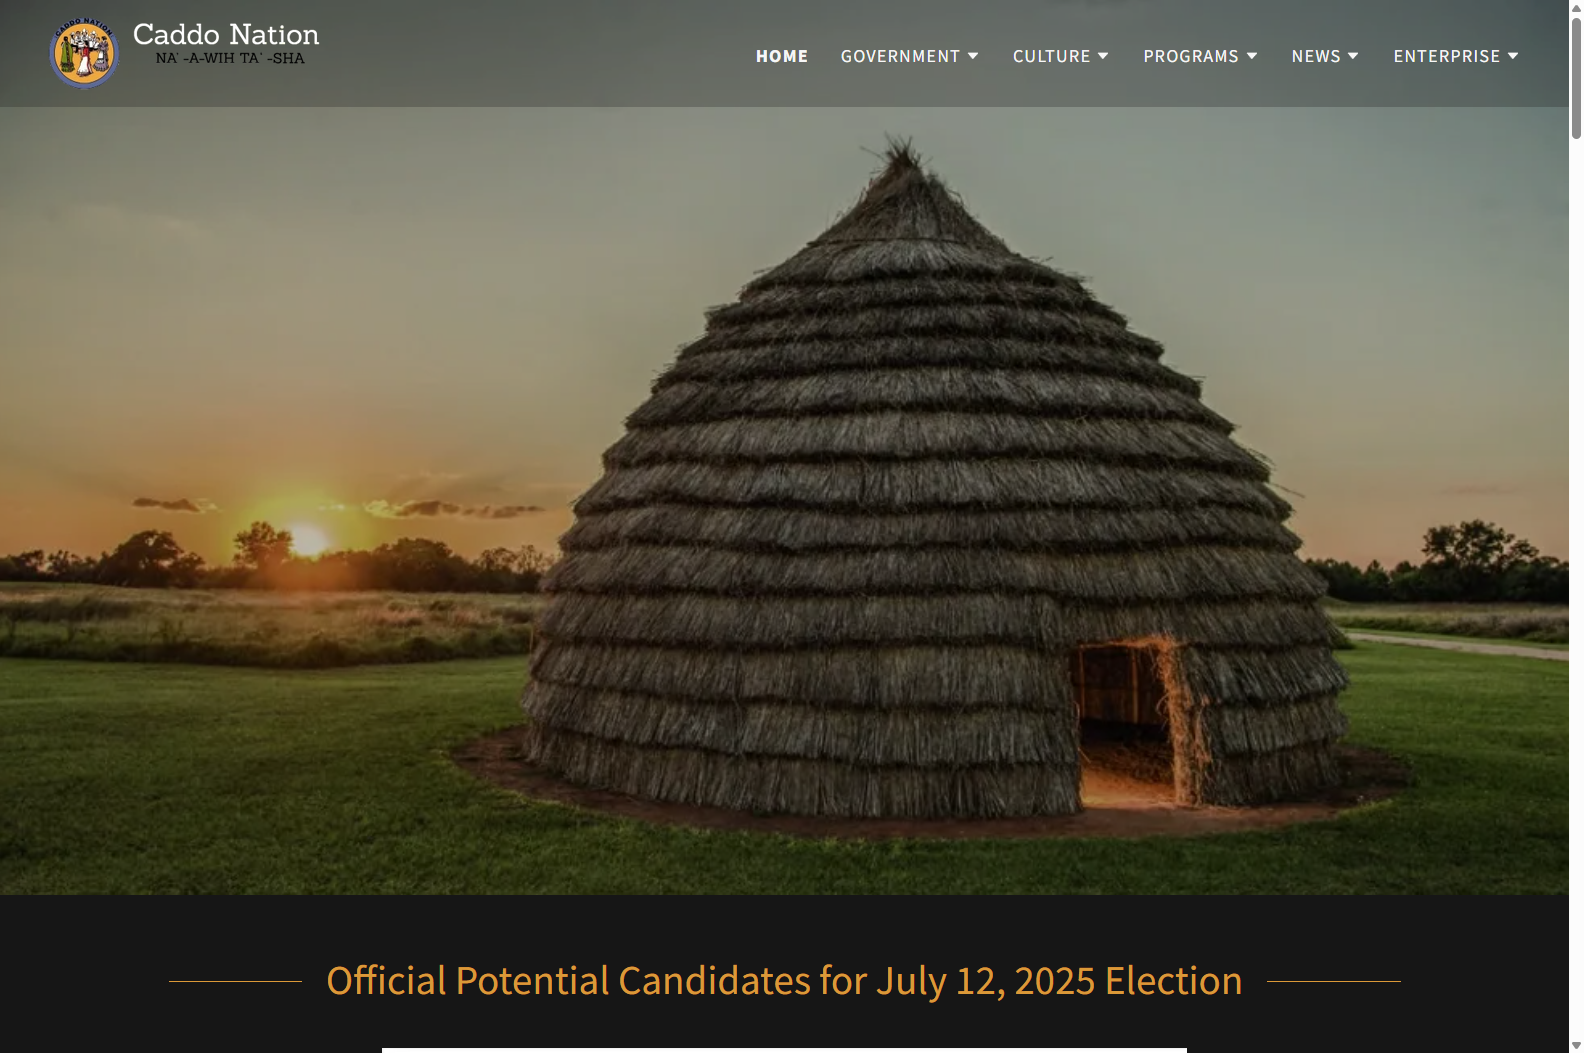 CADDO NATION
Caddo Nation
NA' -A-WIH TA' -SHA
HOME
GOVERNMENT
CULTURE
PROGRAMS
NEWS
ENTERPRISE
Official Potential Candidates for July 12, 2025 Election